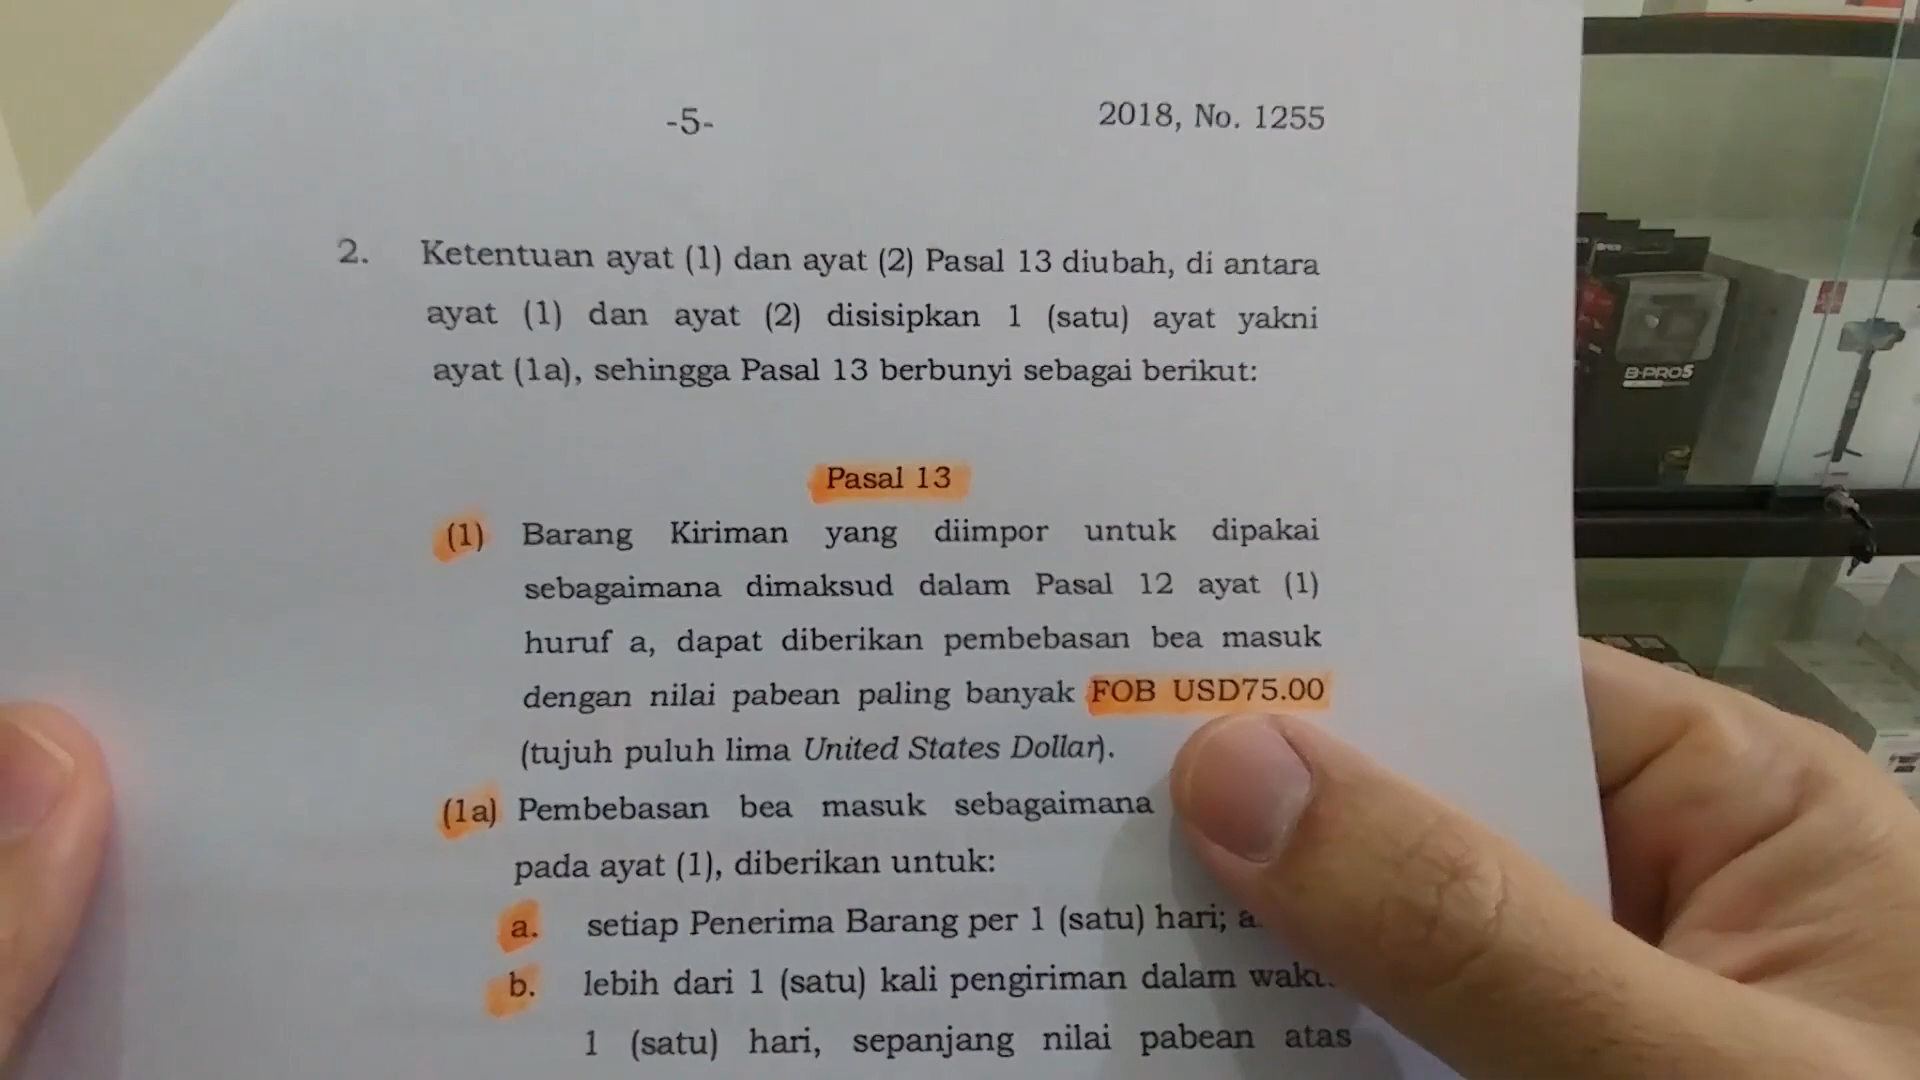 -5-
2018, No. 1255
2. Ketentuan ayat (1) dan ayat (2) Pasal 13 diubah, di antara
ayat (1) dan ayat (2) disisipkan 1 (satu) ayat yakni
ayat (1a), sehingga Pasal 13 berbunyi sebagai berikut:
Pasal 13
(1) Barang Kiriman yang diimpor untuk dipakai
sebagaimana dimaksud dalam Pasal 12 ayat (1)
huruf a, dapat diberikan pembebasan bea masuk
dengan nilai pabean paling banyak FOB USD75.00
(tujuh puluh lima United States Dollar).
(1a) Pembebasan bea masuk sebagaimana
pada ayat (1), diberikan untuk:
a. setiap Penerima Barang per 1 (satu) hari;
b. lebih dari 1 (satu) kali pengiriman dalam
1 (satu) hari, sepanjang nilai pabean atas
B-PRO5